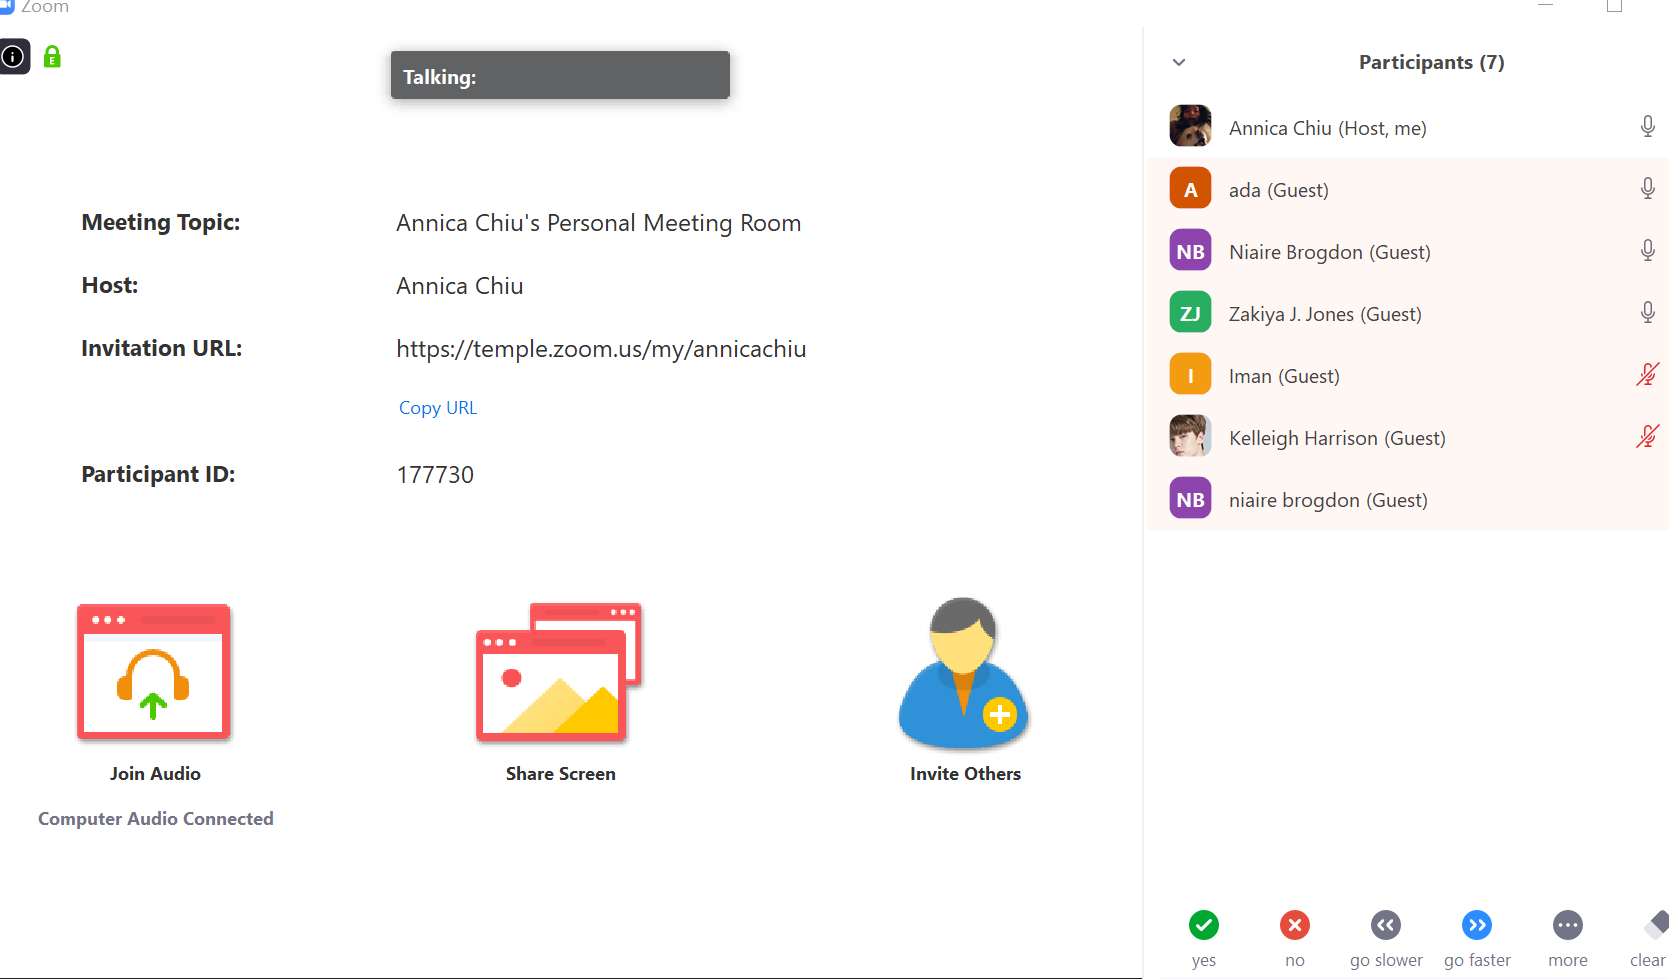 Zoom
Talking:
Meeting Topic: Annica Chiu's Personal Meeting Room
Host: Annica Chiu
Invitation URL: https://temple.zoom.us/my/annicachiu
Copy URL
Participant ID: 177730
Join Audio
Share Screen
Invite Others
Computer Audio Connected
Participants (7)
Annica Chiu (Host, me)
A ada (Guest)
NB Niaire Brogdon (Guest)
ZJ Zakiya J. Jones (Guest)
I Iman (Guest)
Kelleigh Harrison (Guest)
NB niaire brogdon (Guest)
yes no go slower go faster more clear